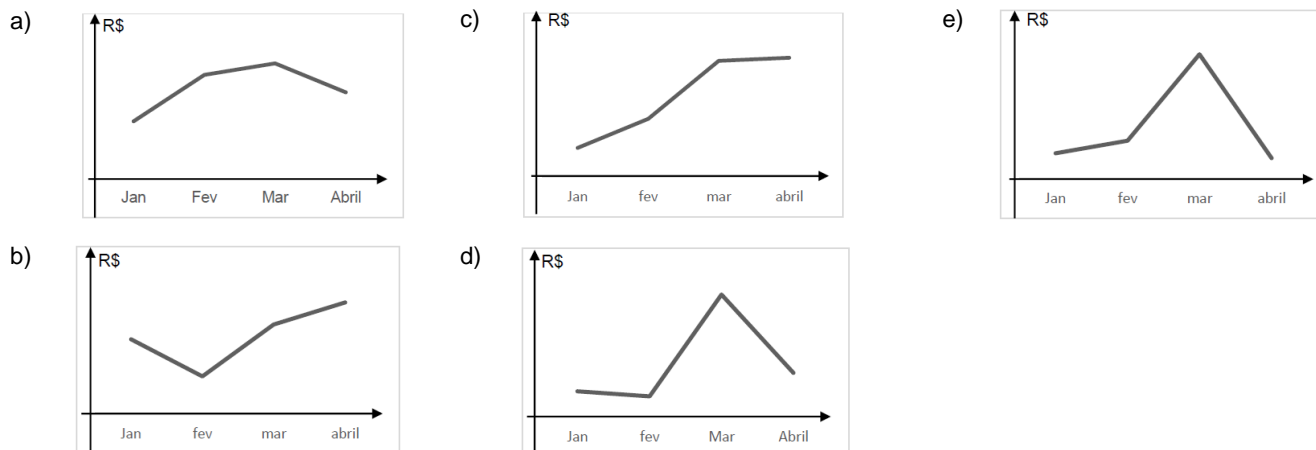 a)
R$
Jan Fev Mar Abril
b)
R$
Jan fev mar abril
c)
R$
Jan fev mar abril
d)
R$
Jan fev Mar Abril
e)
R$
Jan fev mar abril